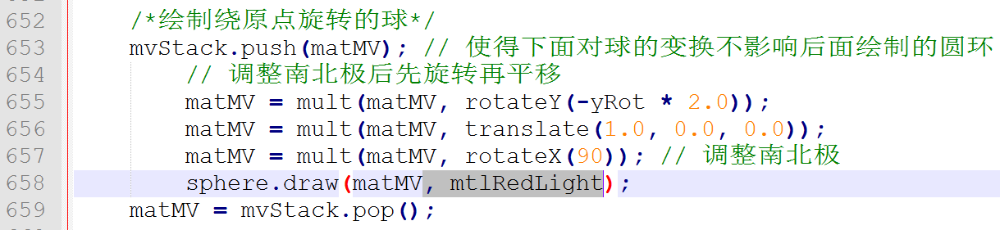 652 /*绘制绕原点旋转的球*/
653 mvStack.push(matMV); // 使得下面对球的变换不影响后面绘制的圆环
654 // 调整南北极后先旋转再平移
655 matMV = mult(matMV, rotateY(-yRot * 2.0));
656 matMV = mult(matMV, translate(1.0, 0.0, 0.0));
657 matMV = mult(matMV, rotateX(90)); // 调整南北极
658 sphere.draw(matMV, mtlRedLight);
659 matMV = mvStack.pop();